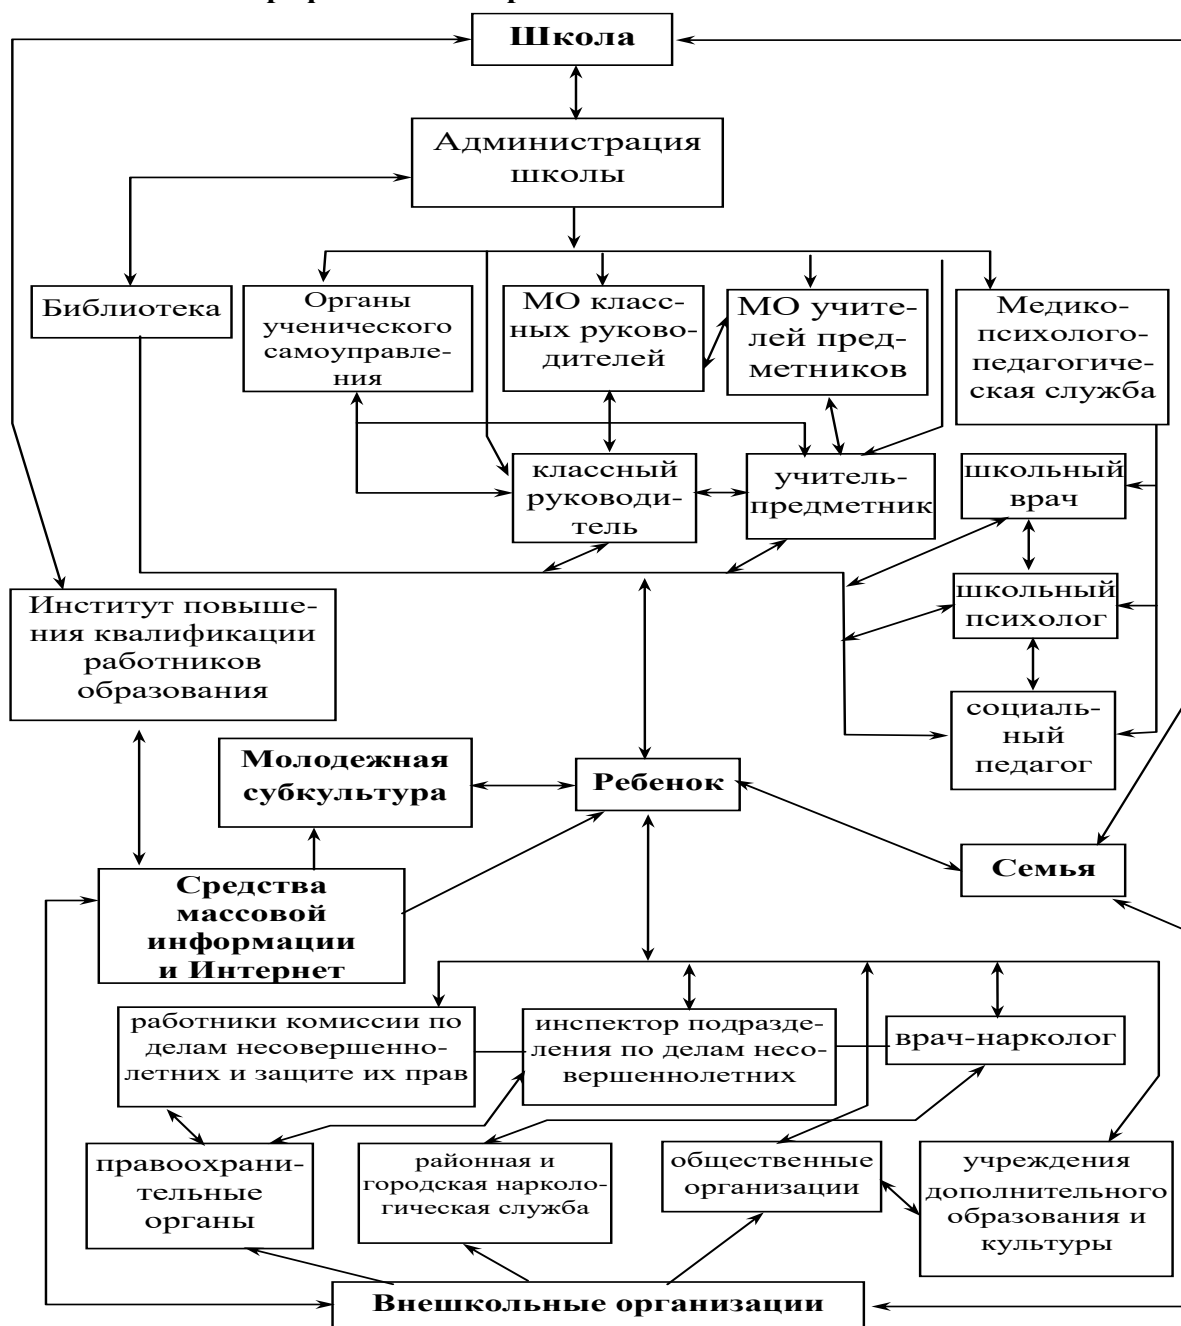 Школа
Администрация
школы
Библиотека
Органы
ученического
самоуправле-
ния
МО класс-
ных руково-
дителей
МО учите-
лей пред-
метников
Медико-
психолого-
педагогиче-
ская служба
классный
руководи-
тель
учитель-
предметник
школьный
врач
школьный
психолог
социаль-
ный
педагог
Институт повыше-
ния квалификации
работников
образования
Молодежная
субкультура
Ребенок
Семья
Средства
массовой
информации
и Интернет
работники комиссии по
делам несовершенно-
летних и защите их прав
инспектор подразде-
ления по делам несо-
вершеннолетних
врач-нарколог
правоохрани-
тельные
органы
районная и
городская нарколо-
гическая служба
общественные
организации
учреждения
дополнительного
образования и
культуры
Внешкольные организации